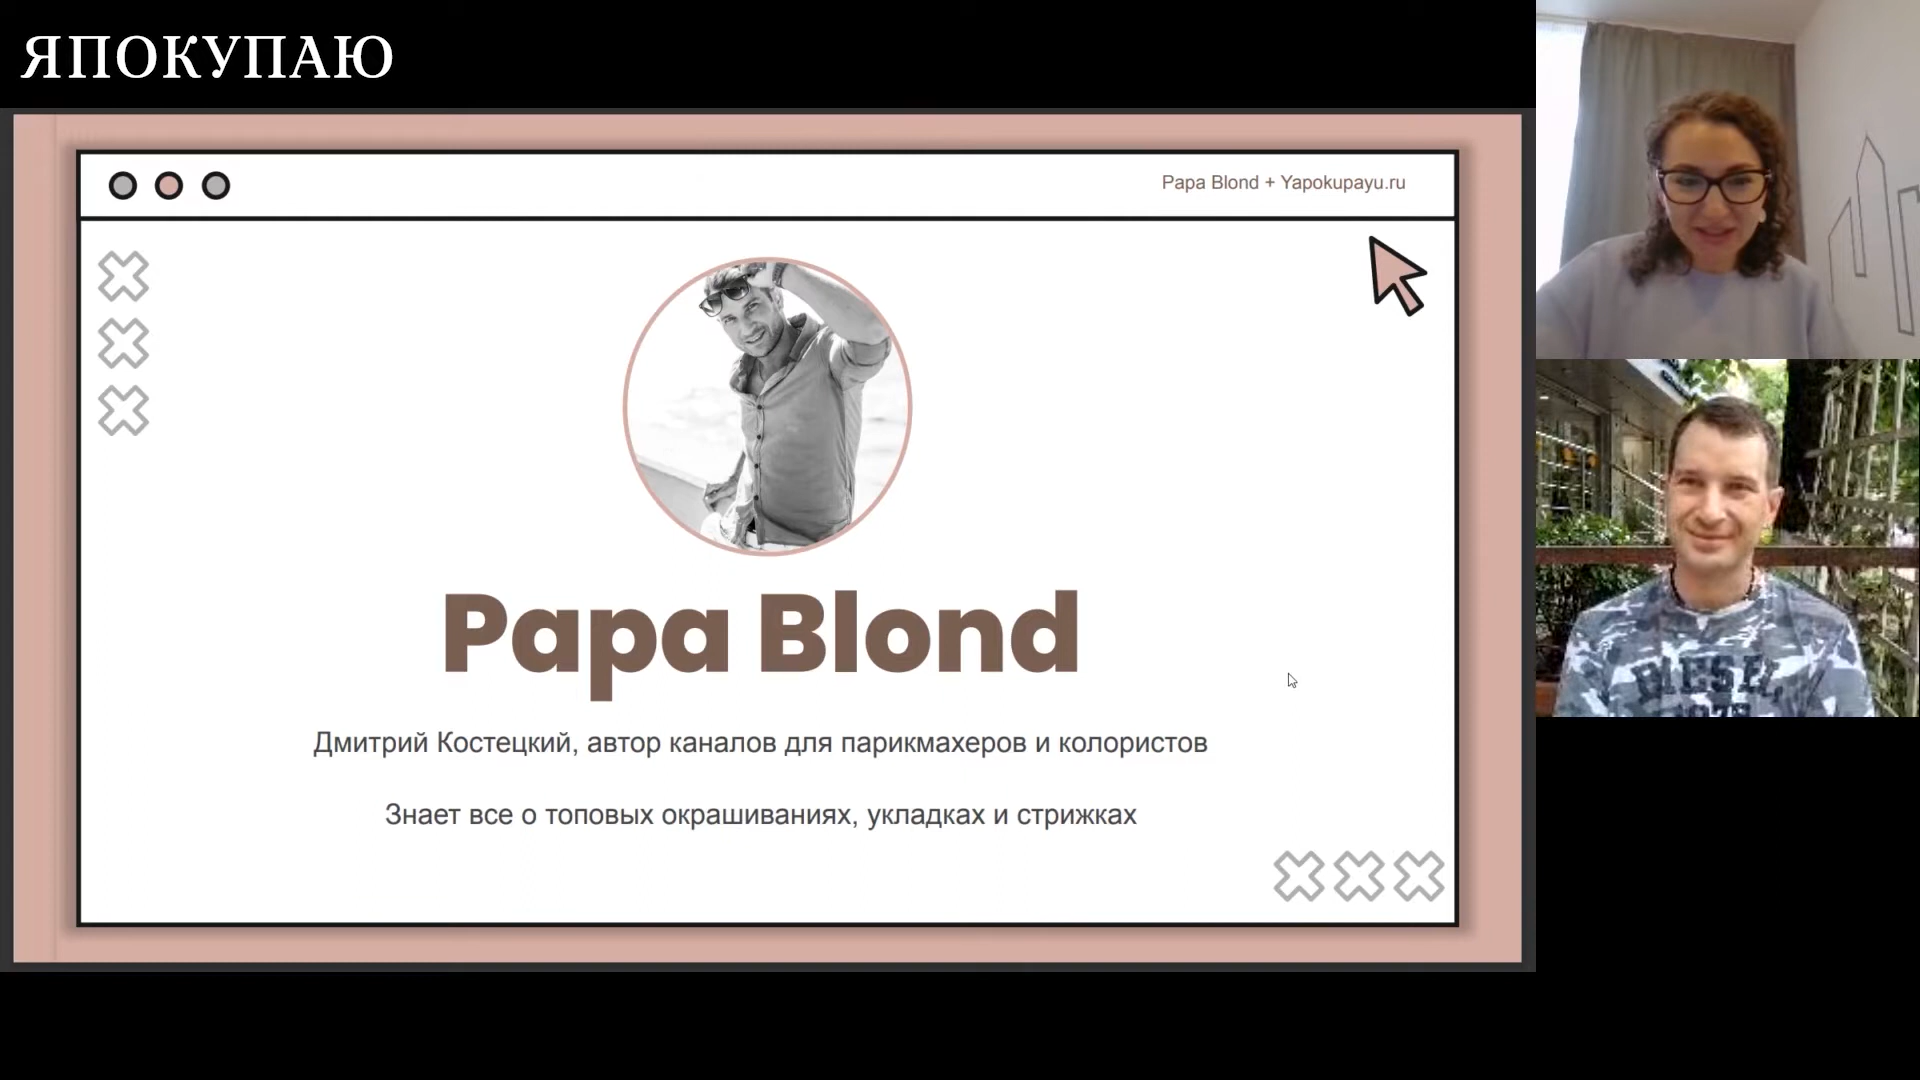 ЯПОКУПАЮ
Papa Blond + Yapokupayu.ru
Papa Blond
Дмитрий Костецкий, автор каналов для парикмахеров и колористов
Знает все о топовых окрашиваниях, укладках и стрижках
DIESEL